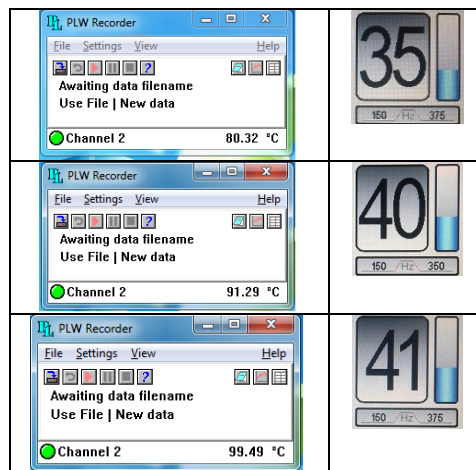 PLW Recorder
File Settings View Help
Awaiting data filename
Use File | New data
Channel 2 80.32 °C
35
150 Hz 375
PLW Recorder
File Settings View Help
Awaiting data filename
Use File | New data
Channel 2 91.29 °C
40
150 Hz 350
PLW Recorder
File Settings View Help
Awaiting data filename
Use File | New data
Channel 2 99.49 °C
41
150 Hz 375